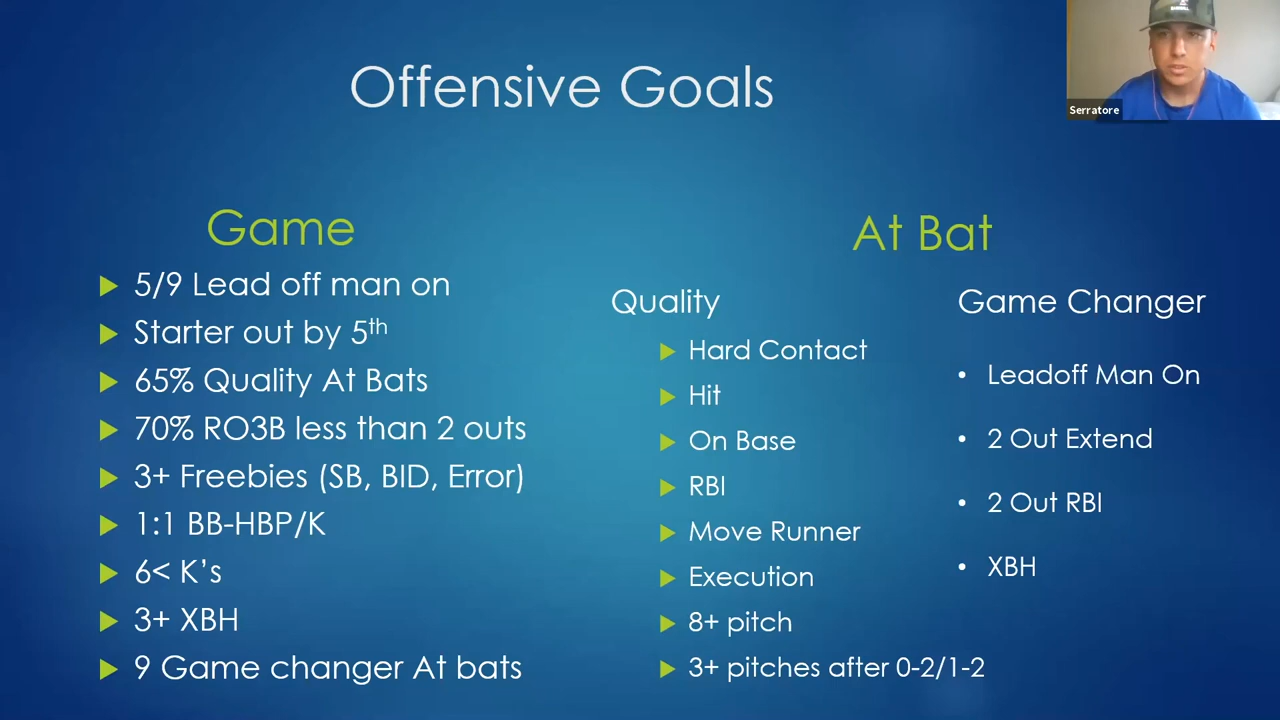 Offensive Goals
Serratore
Game
5/9 Lead off man on
Starter out by 5th
65% Quality At Bats
70% RO3B less than 2 outs
3+ Freebies (SB, BID, Error)
1:1 BB-HBP/K
6< K's
3+ XBH
9 Game changer At bats
At Bat
Quality
Hard Contact
Hit
On Base
RBI
Move Runner
Execution
8+ pitch
3+ pitches after 0-2/1-2
Game Changer
Leadoff Man On
2 Out Extend
2 Out RBI
XBH